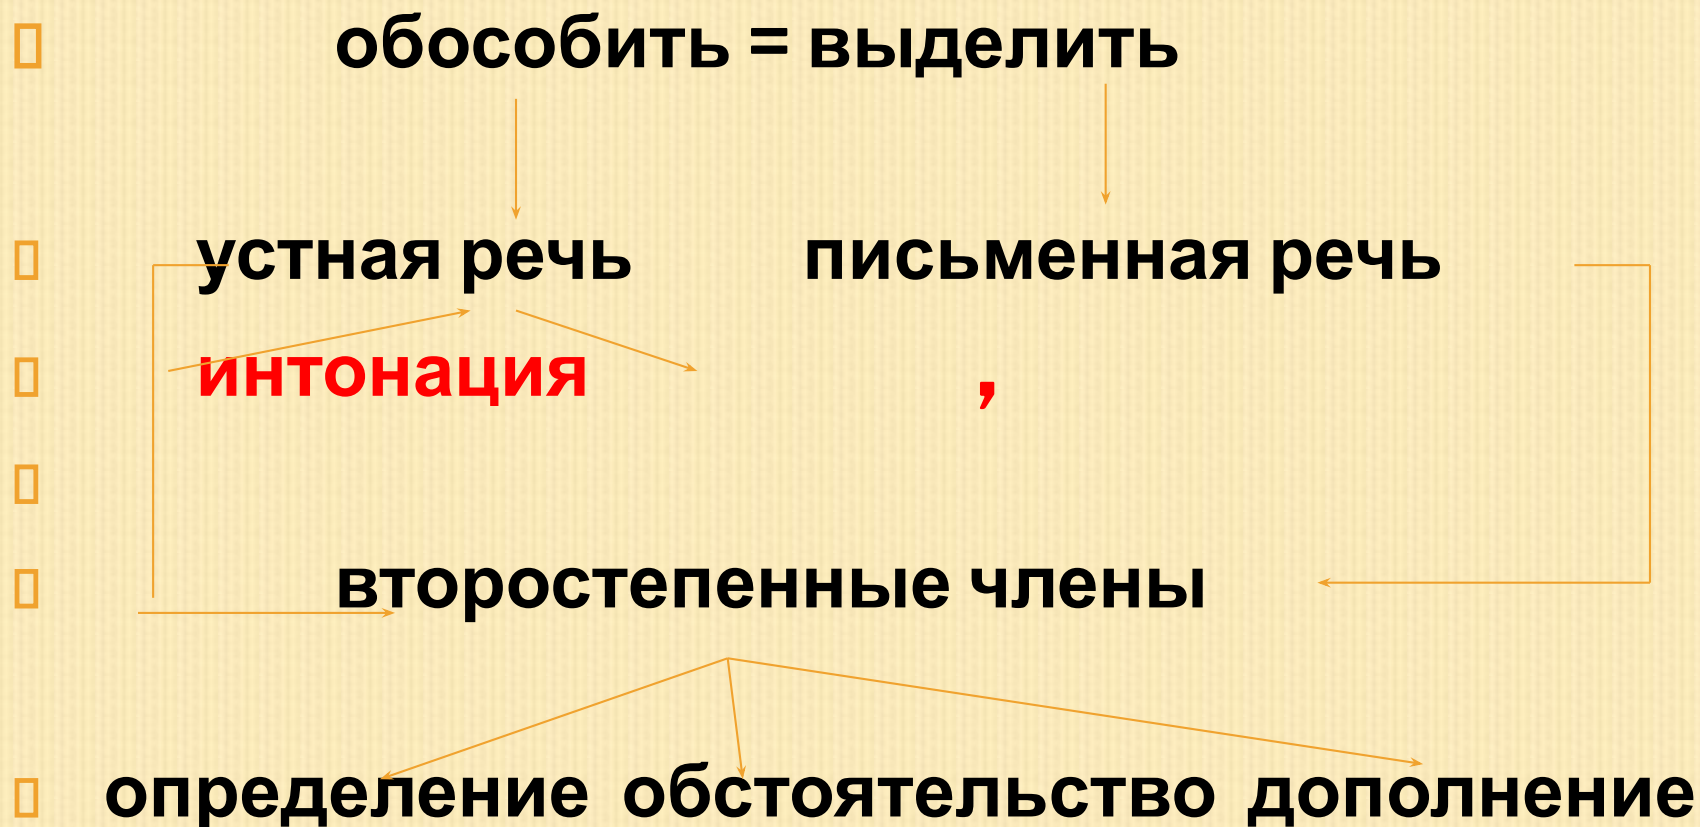 обособить = выделить
устная речь письменная речь
интонация ,
второстепенные члены
определение обстоятельство дополнение